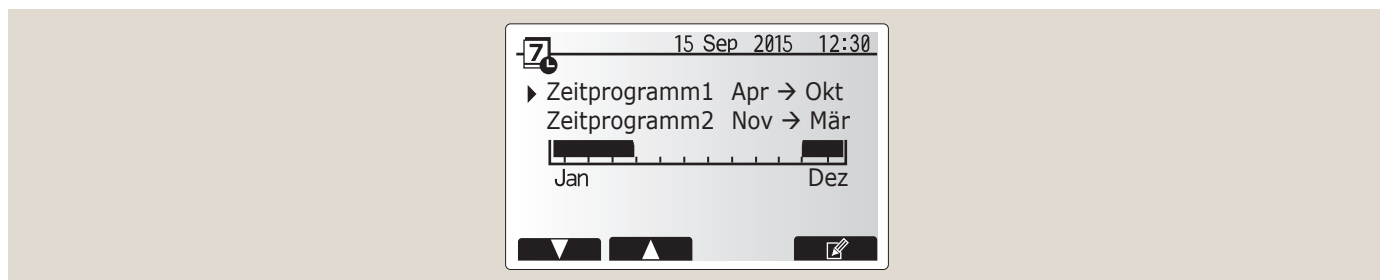 7
15 Sep 2015 12:30
Zeitprogramm1 Apr → Okt
Zeitprogramm2 Nov → Mär
Jan Dez